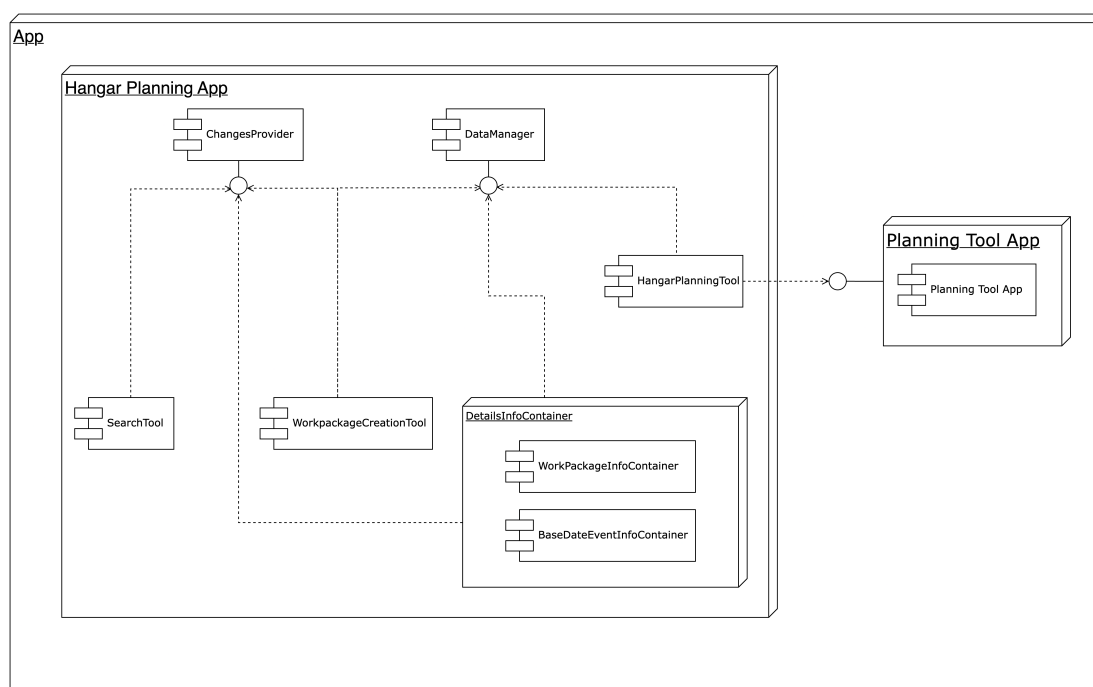 App
Hangar Planning App
ChangesProvider
DataManager
Planning Tool App
HangarPlanningTool
Planning Tool App
SearchTool
WorkpackageCreationTool
DetailsInfoContainer
WorkPackageInfoContainer
BaseDateEventInfoContainer